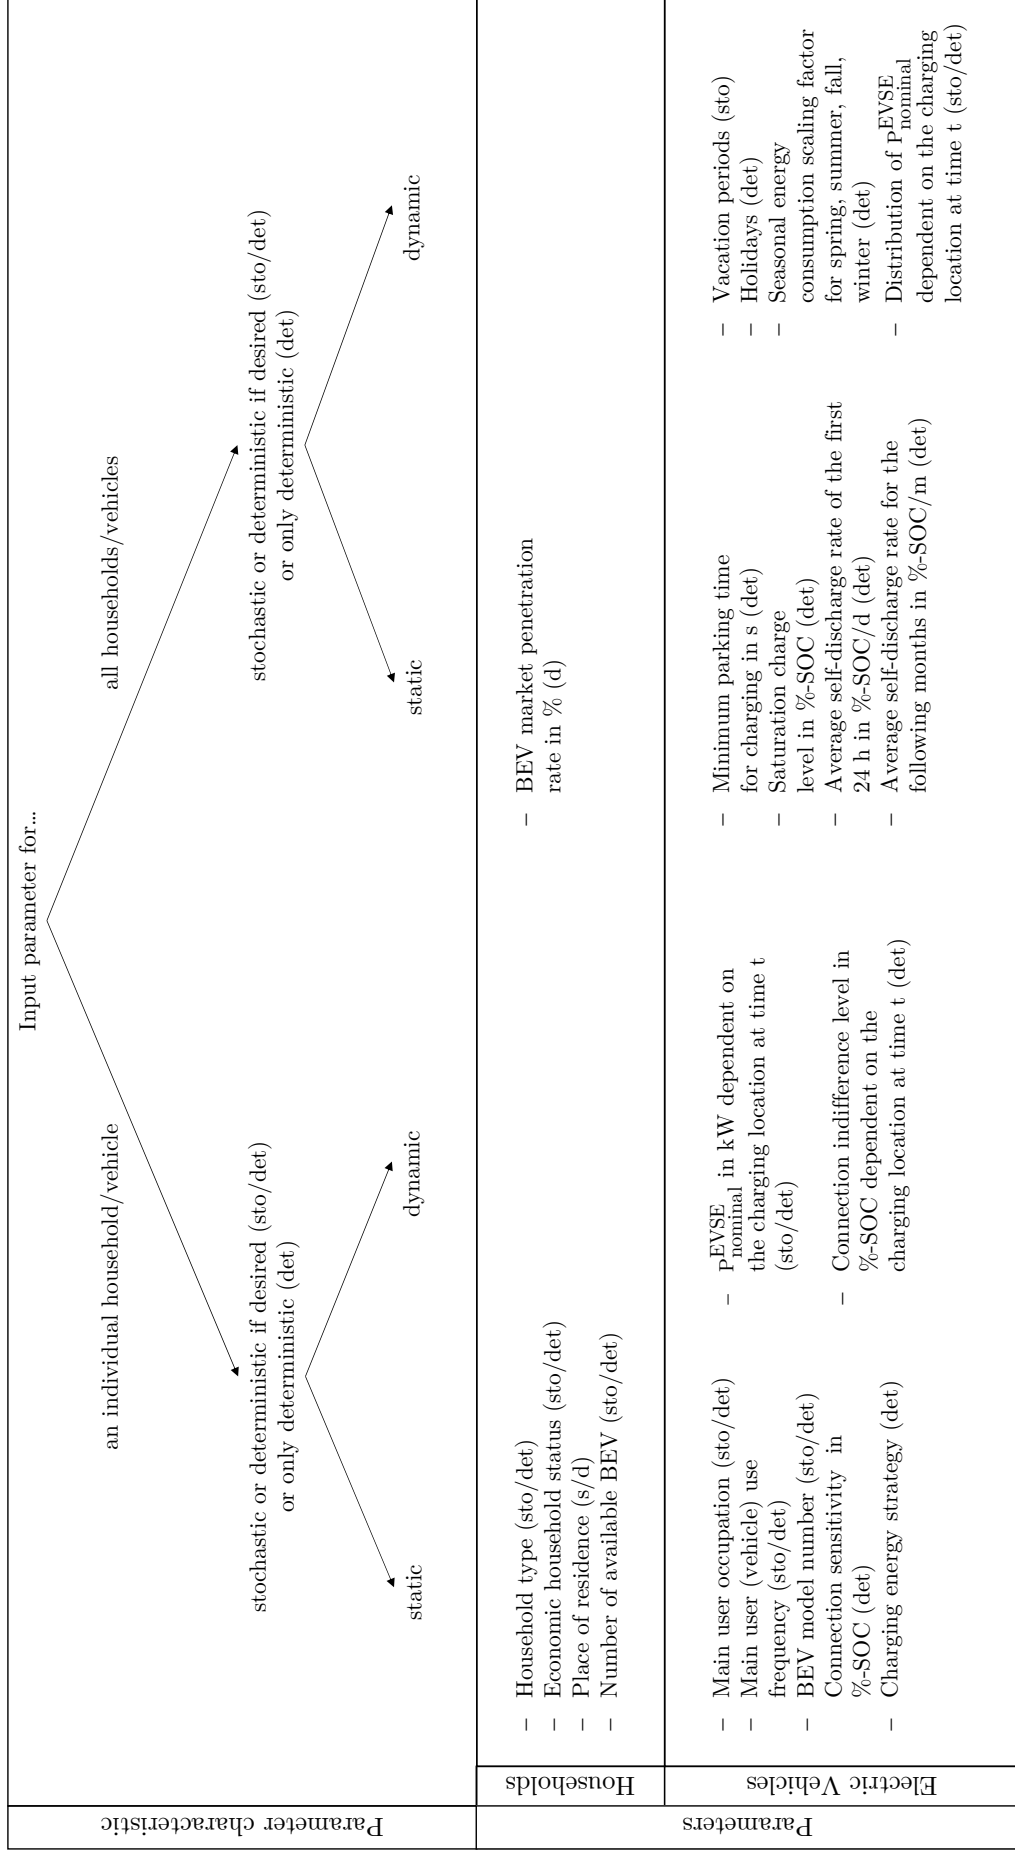 Parameter characteristic
Input parameter for...
an individual household/vehicle
all households/vehicles
stochastic or deterministic if desired (sto/det)
or only deterministic (det)
stochastic or deterministic if desired (sto/det)
or only deterministic (det)
static
dynamic
static
dynamic
Parameters
Households
– Household type (sto/det)
– Economic household status (sto/det)
– Place of residence (s/d)
– Number of available BEV (sto/det)
– BEV market penetration
rate in % (d)
Electric Vehicles
– Main user occupation (sto/det)
– Main user (vehicle) use
frequency (sto/det)
– BEV model number (sto/det)
Connection sensitivity in
%-SOC (det)
– Charging energy strategy (det)
– P^EVSE_nominal in kW dependent on
the charging location at time t
(sto/det)
– Connection indifference level in
%-SOC dependent on the
charging location at time t (det)
– Minimum parking time
for charging in s (det)
– Saturation charge
level in %-SOC (det)
– Average self-discharge rate of the first
24 h in %-SOC/d (det)
– Average self-discharge rate for the
following months in %-SOC/m (det)
– Vacation periods (sto)
– Holidays (det)
– Seasonal energy
consumption scaling factor
for spring, summer, fall,
winter (det)
– Distribution of P^EVSE_nominal
dependent on the charging
location at time t (sto/det)